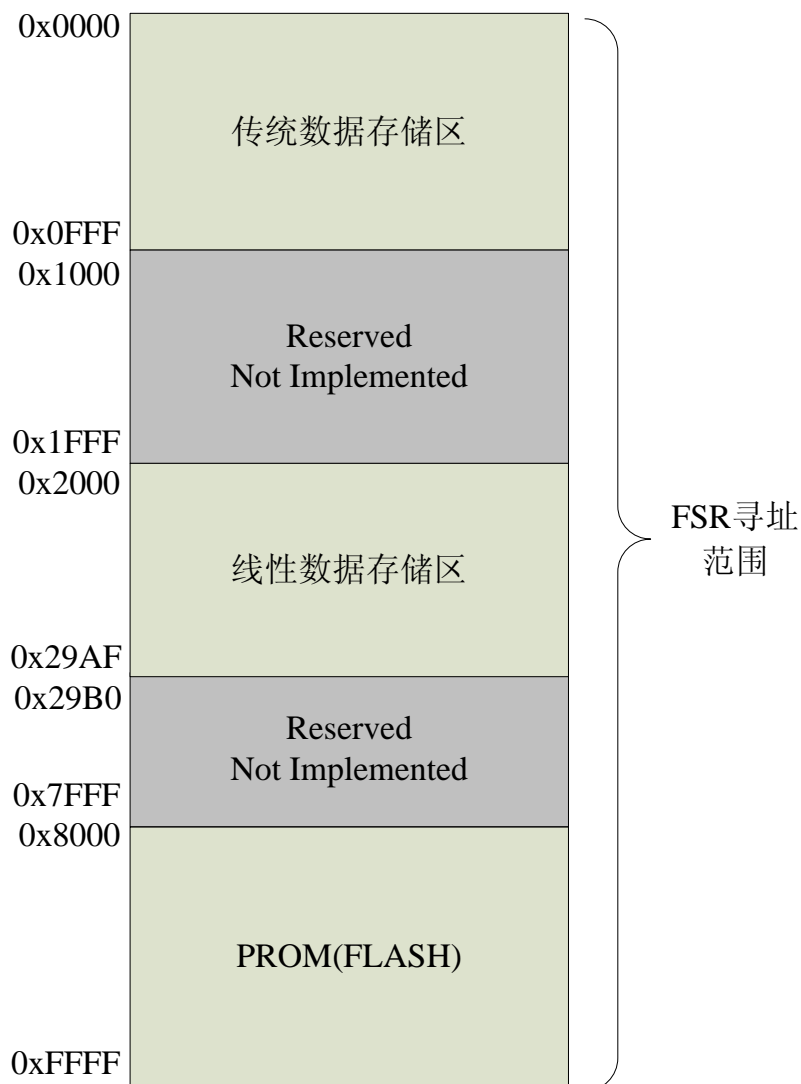 0x0000
传统数据存储区
0x0FFF
0x1000
Reserved
Not Implemented
0x1FFF
0x2000
线性数据存储区
0x29AF
0x29B0
Reserved
Not Implemented
0x7FFF
0x8000
PROM(FLASH)
0xFFFF
FSR寻址
范围